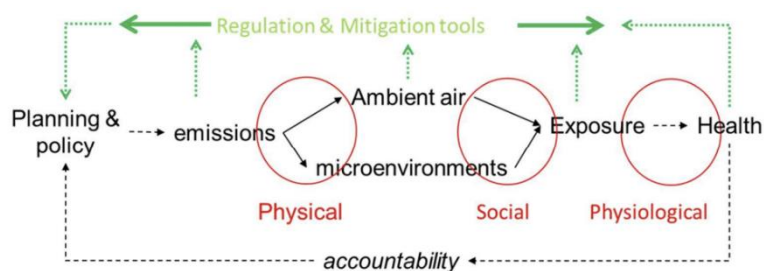 Regulation & Mitigation tools
Ambient air
Planning &
policy
emissions
Exposure
Health
microenvironments
Physical
Social
Physiological
accountability